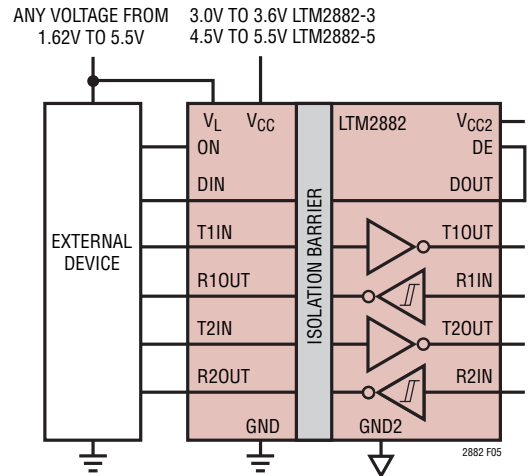 ANY VOLTAGE FROM
1.62V TO 5.5V
3.0V TO 3.6V LTM2882-3
4.5V TO 5.5V LTM2882-5
EXTERNAL
DEVICE
VL
VCC
ON
DIN
T1IN
R1OUT
T2IN
R2OUT
GND
ISOLATION BARRIER
LTM2882
VCC2
DE
DOUT
T1OUT
R1IN
T2OUT
R2IN
GND2
2882 F05